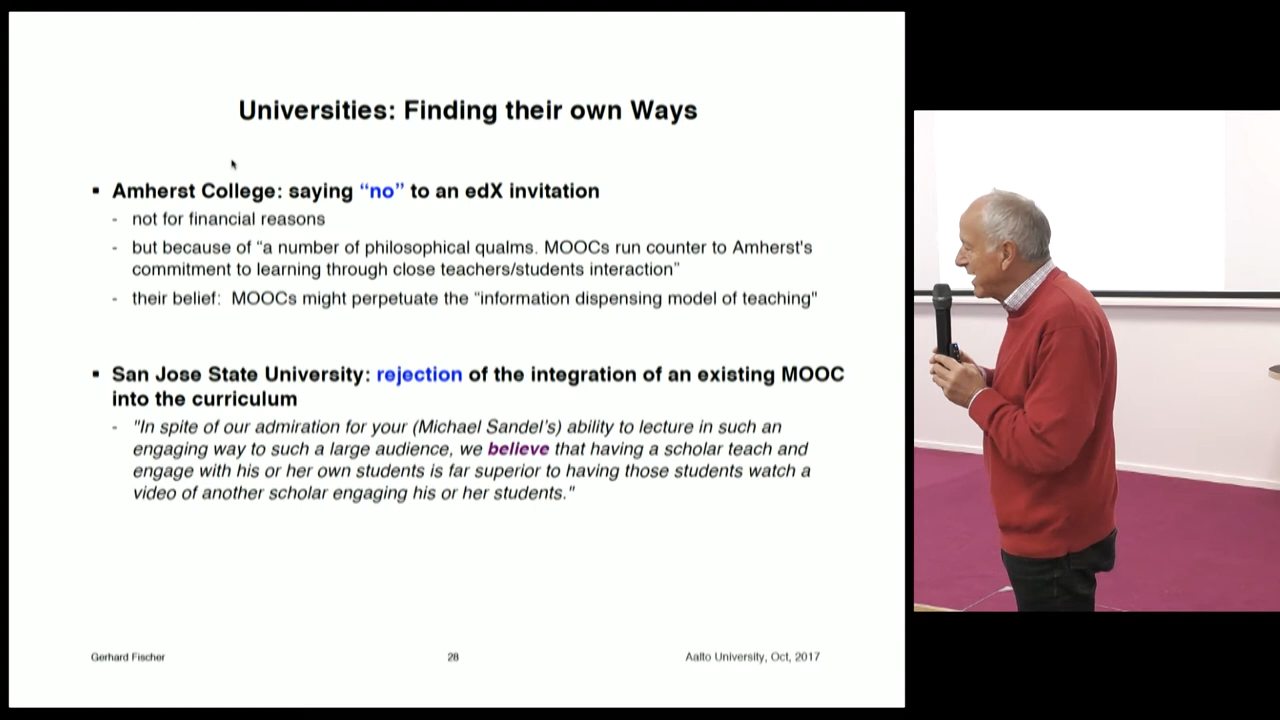 Universities: Finding their own Ways
▪ Amherst College: saying “no” to an edX invitation
- not for financial reasons
- but because of “a number of philosophical qualms. MOOCs run counter to Amherst's
commitment to learning through close teachers/students interaction”
- their belief: MOOCs might perpetuate the “information dispensing model of teaching"
▪ San Jose State University: rejection of the integration of an existing MOOC
into the curriculum
- "In spite of our admiration for your (Michael Sandel's) ability to lecture in such an
engaging way to such a large audience, we believe that having a scholar teach and
engage with his or her own students is far superior to having those students watch a
video of another scholar engaging his or her students."
Gerhard Fischer 28 Aalto University, Oct, 2017